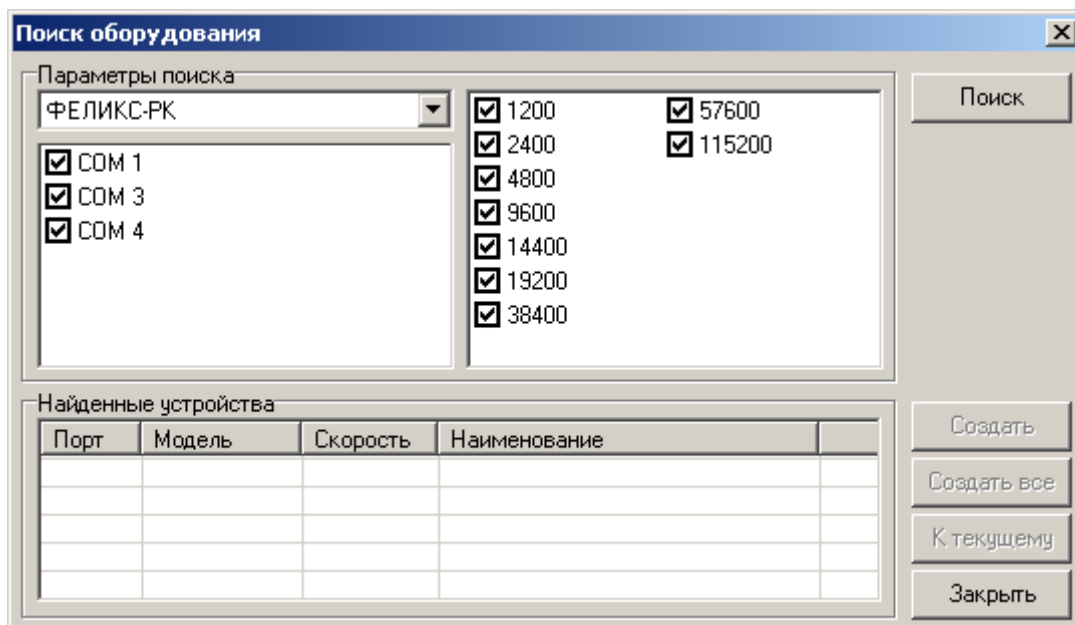 Поиск оборудования
Параметры поиска
ФЕЛИКС-РК
COM 1
COM 3
COM 4
1200
2400
4800
9600
14400
19200
38400
57600
115200
Поиск
Найденные устройства
Порт Модель Скорость Наименование
Создать
Создать все
К текущему
Закрыть